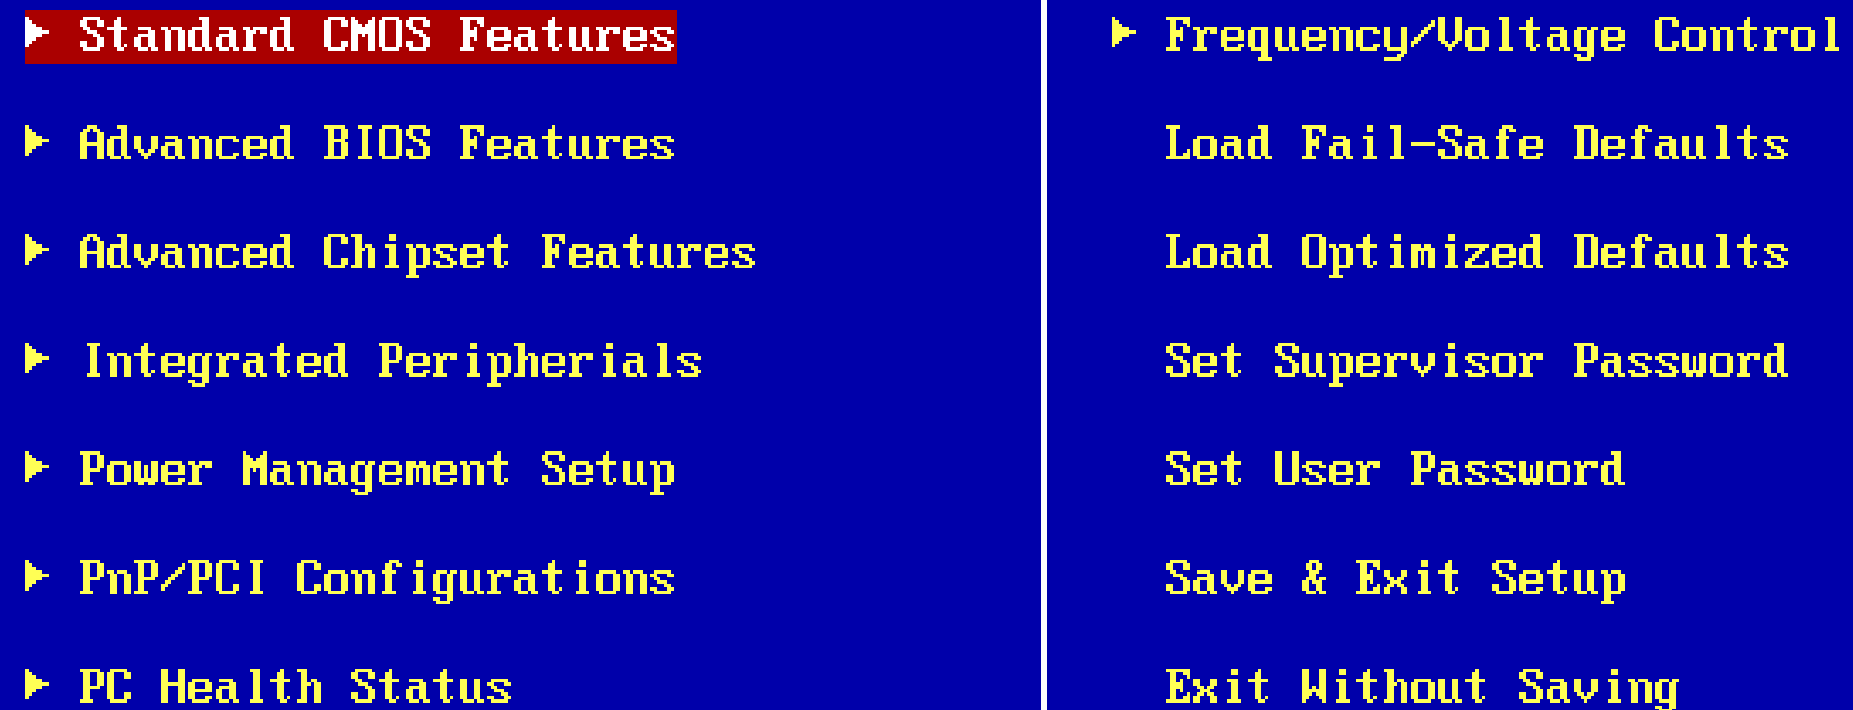 ► Standard CMOS Features
► Advanced BIOS Features
► Advanced Chipset Features
► Integrated Peripherials
► Power Management Setup
► PnP/PCI Configurations
► PC Health Status
► Frequency/Voltage Control
Load Fail-Safe Defaults
Load Optimized Defaults
Set Supervisor Password
Set User Password
Save & Exit Setup
Exit Without Saving